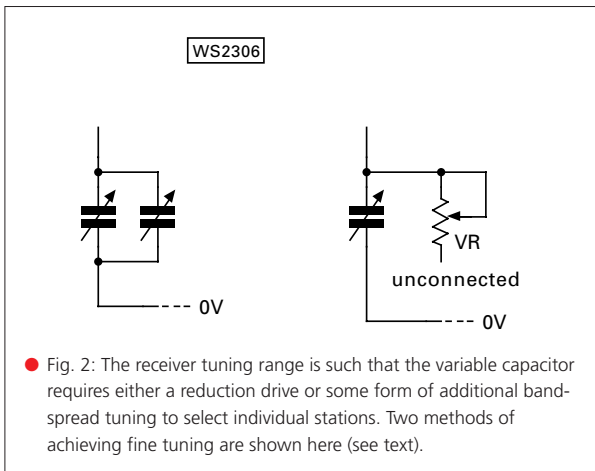 WS2306
0V
VR
unconnected
0V
Fig. 2: The receiver tuning range is such that the variable capacitor
requires either a reduction drive or some form of additional band-
spread tuning to select individual stations. Two methods of
achieving fine tuning are shown here (see text).